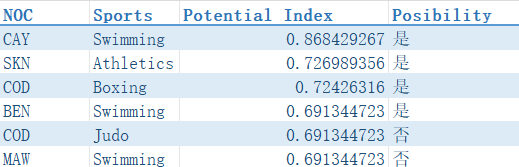 NOC Sports Potential Index Posibility
CAY Swimming 0.868429267 是
SKN Athletics 0.726989356 是
COD Boxing 0.72426316 是
BEN Swimming 0.691344723 是
COD Judo 0.691344723 否
MAW Swimming 0.691344723 否